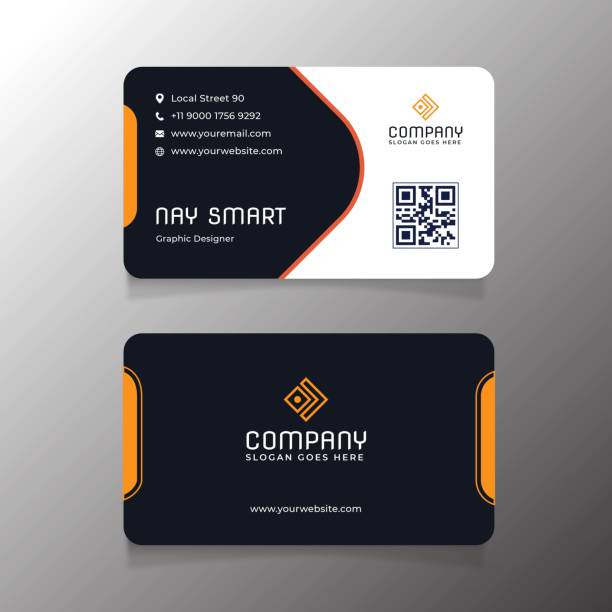 Local Street 90
+11 9000 1756 9292
www.youremail.com
www.yourwebsite.com
NAY SMART
Graphic Designer
COMPANY
SLOGAN GOES HERE
COMPANY
SLOGAN GOES HERE
www.yourwebsite.com